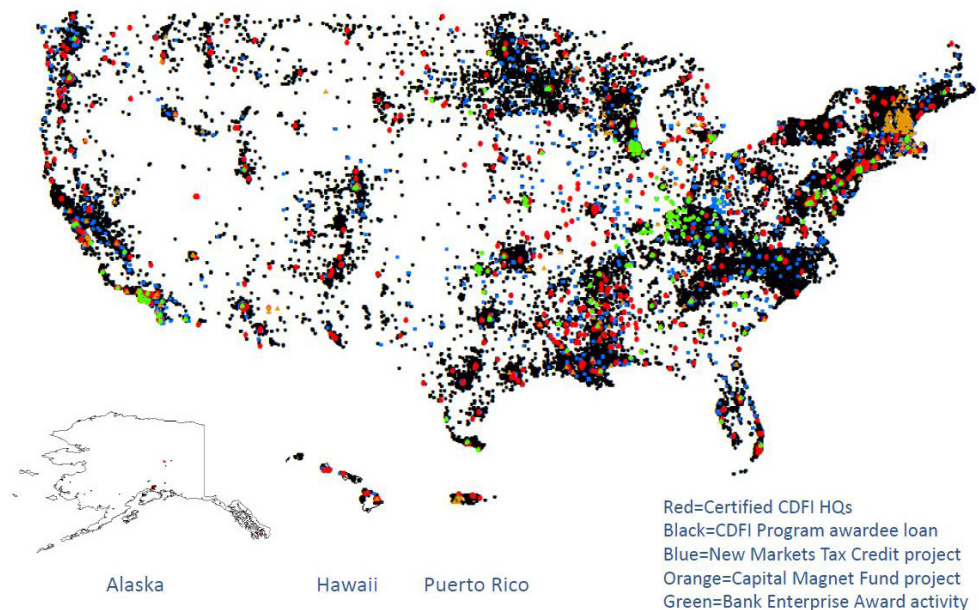 Alaska
Hawaii
Puerto Rico
Red=Certified CDFI HQs
Black=CDFI Program awardee loan
Blue=New Markets Tax Credit project
Orange=Capital Magnet Fund project
Green=Bank Enterprise Award activity